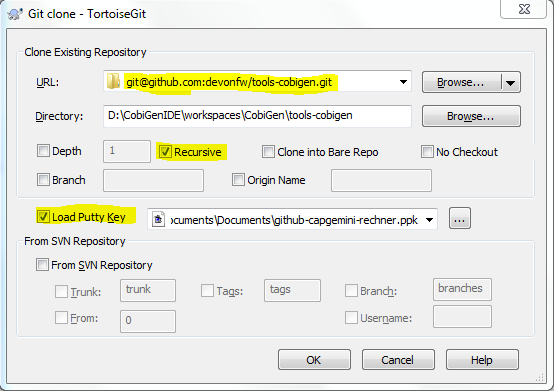 Git clone - TortoiseGit
Clone Existing Repository
URL: git@github.com:devonfw/tools-cobigen.git Browse...
Directory: D:\CobiGenIDE\workspaces\CobiGen\tools-cobigen Browse...
Depth 1 Recursive Clone into Bare Repo No Checkout
Branch Origin Name
Load Putty Key ocuments\Documents\github-capgemini-rechner.ppk ...
From SVN Repository
From SVN Repository
Trunk: trunk Tags: tags Branch: branches
From: 0 Username:
OK Cancel Help